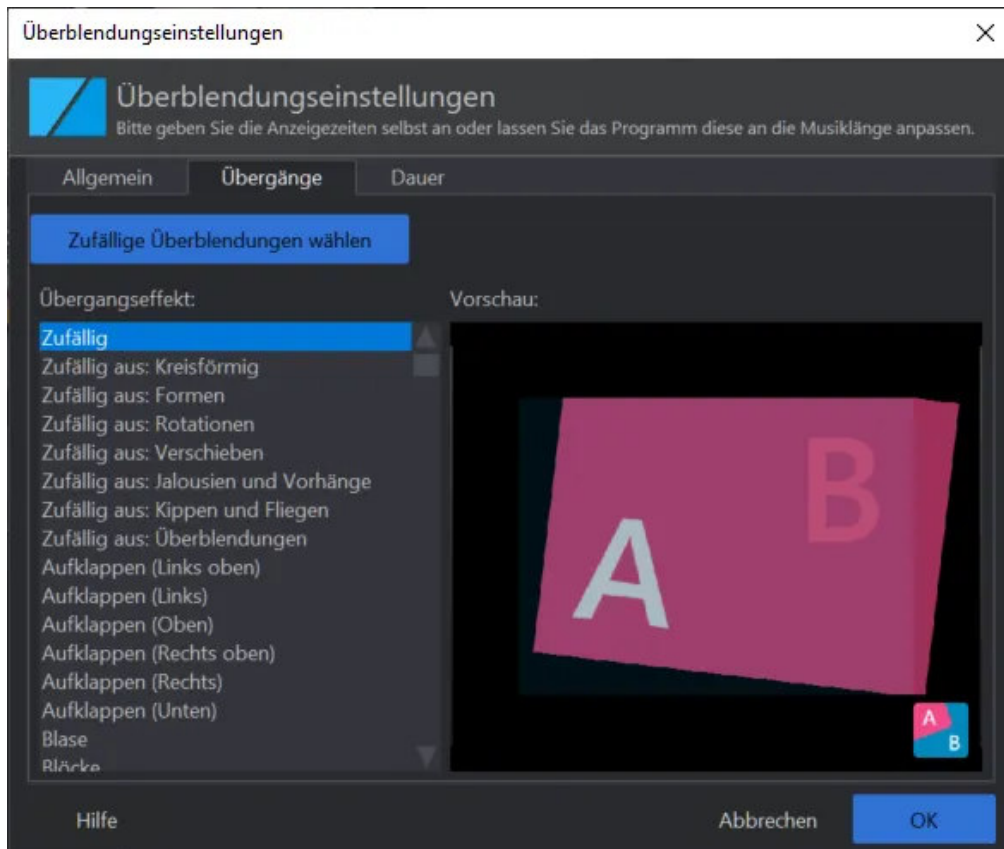 Überblendungseinstellungen
Überblendungseinstellungen
Bitte geben Sie die Anzeigezeiten selbst an oder lassen Sie das Programm diese an die Musiklänge anpassen.
Allgemein Übergänge Dauer
Zufällige Überblendungen wählen
Übergangseffekt: Vorschau:
Zufällig
Zufällig aus: Kreisförmig
Zufällig aus: Formen
Zufällig aus: Rotationen
Zufällig aus: Verschieben
Zufällig aus: Jalousien und Vorhänge
Zufällig aus: Kippen und Fliegen
Zufällig aus: Überblendungen
Aufklappen (Links oben)
Aufklappen (Links)
Aufklappen (Oben)
Aufklappen (Rechts oben)
Aufklappen (Rechts)
Aufklappen (Unten)
Blase
Blöcke
B
A
A
B
Hilfe Abbrechen OK